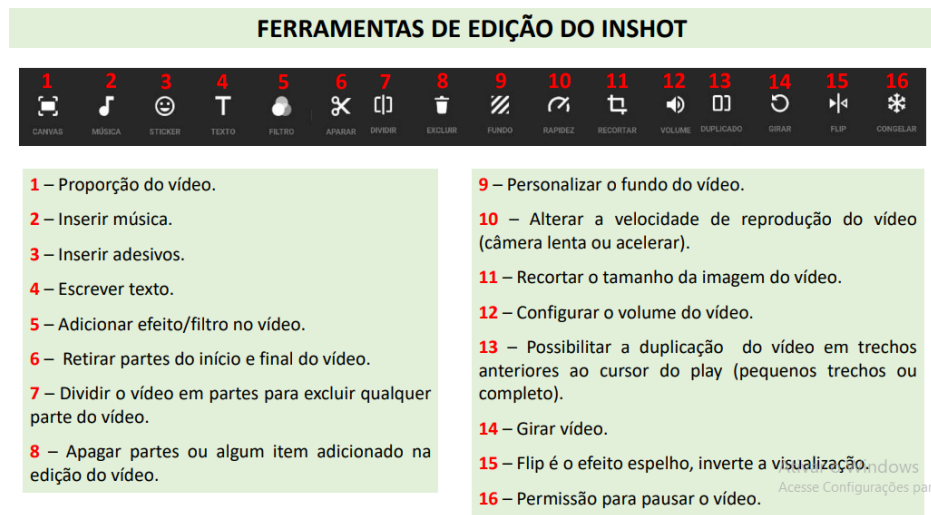 FERRAMENTAS DE EDIÇÃO DO INSHOT
1 2 3 4 5 6 7 8 9 10 11 12 13 14 15 16
CANVAS MÚSICA STICKER TEXTO FILTRO APARAR DIVIDIR EXCLUIR FUNDO RAPIDEZ RECORTAR VOLUME DUPLICADO GIRAR FLIP CONGELAR
1 – Proporção do vídeo.
2 – Inserir música.
3 – Inserir adesivos.
4 – Escrever texto.
5 – Adicionar efeito/filtro no vídeo.
6 – Retirar partes do início e final do vídeo.
7 – Dividir o vídeo em partes para excluir qualquer
parte do vídeo.
8 – Apagar partes ou algum item adicionado na
edição do vídeo.
9 – Personalizar o fundo do vídeo.
10 – Alterar a velocidade de reprodução do vídeo
(câmera lenta ou acelerar).
11 – Recortar o tamanho da imagem do vídeo.
12 – Configurar o volume do vídeo.
13 – Possibilitar a duplicação do vídeo em trechos
anteriores ao cursor do play (pequenos trechos ou
completo).
14 – Girar vídeo.
15 – Flip é o efeito espelho, inverte a visualização.
16 – Permissão para pausar o vídeo.
Ativar o Windows
Acesse Configurações par